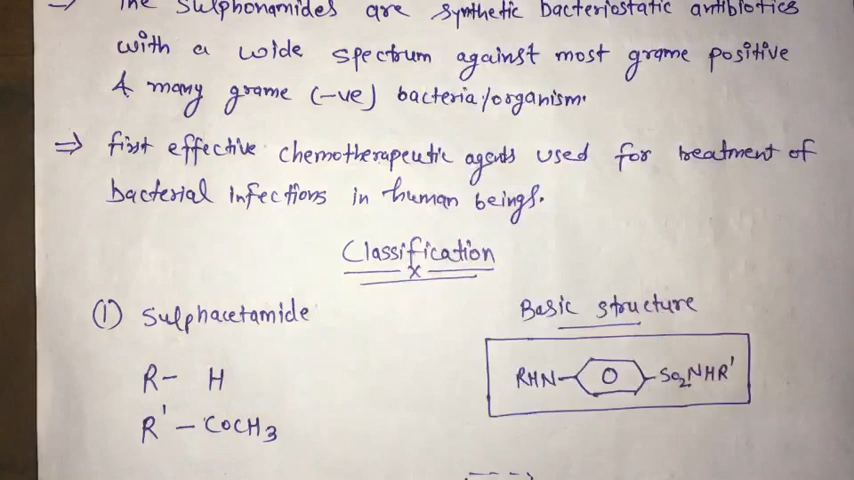 ⇒ The sulphonamides are synthetic bacteriostatic antibiotics
with a wide spectrum against most grame positive
& many grame (-ve) bacteria/organism.
⇒ first effective chemotherapeutic agents used for treatment of
bacterial infections in human beings.
Classification
x
① Sulphacetamide
Basic structure
R- H
RHN- -SO2NHR'
R' - COCH3